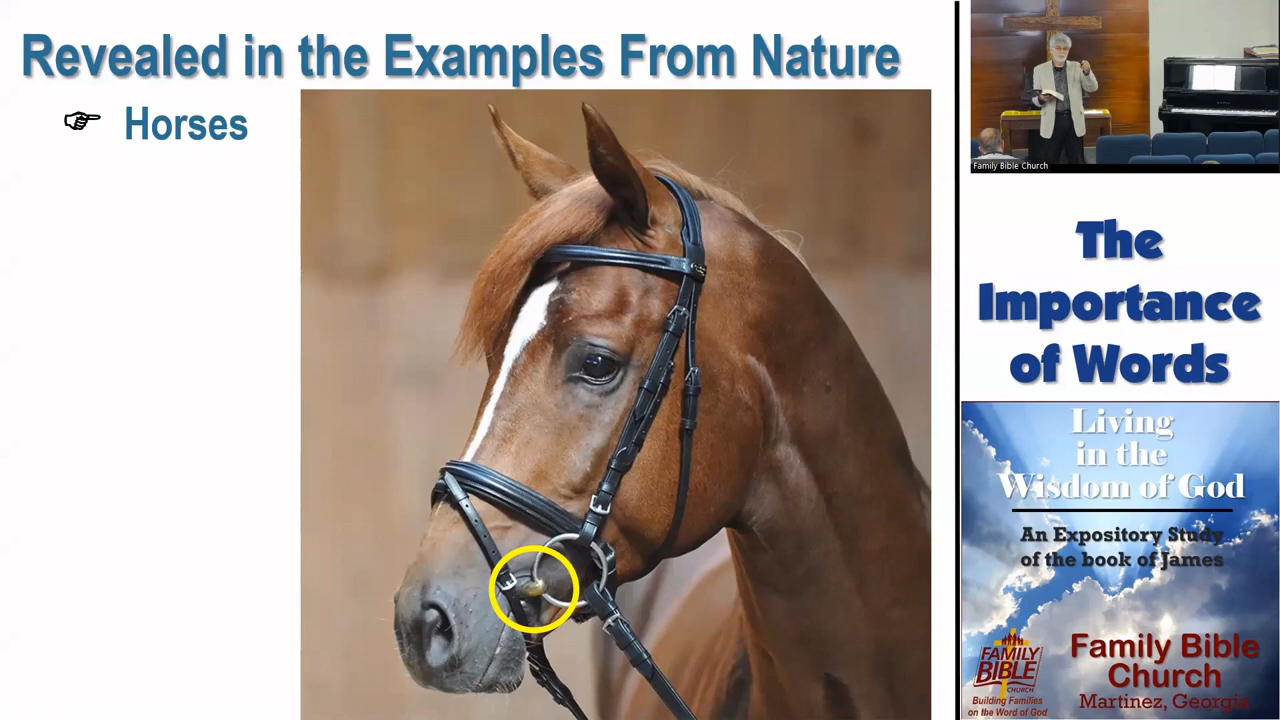 Revealed in the Examples From Nature
Horses
Family Bible Church
The
Importance
of Words
Living
in the
Wisdom of God
An Expository Study
of the book of James
FAMILY
BIBLE
CHURCH
Building Families
on the Word of God
Family Bible
Church
Martinez, Georgia